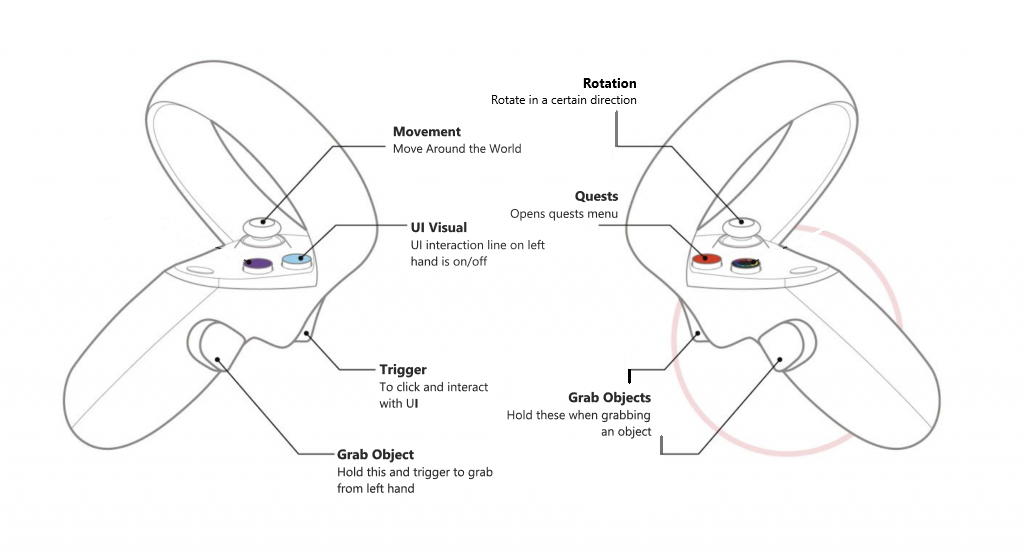 Rotation
Rotate in a certain direction
Movement
Move Around the World
Quests
Opens quests menu
UI Visual
UI interaction line on left
hand is on/off
Trigger
To click and interact
with UI
Grab Objects
Hold these when grabbing
an object
Grab Object
Hold this and trigger to grab
from left hand